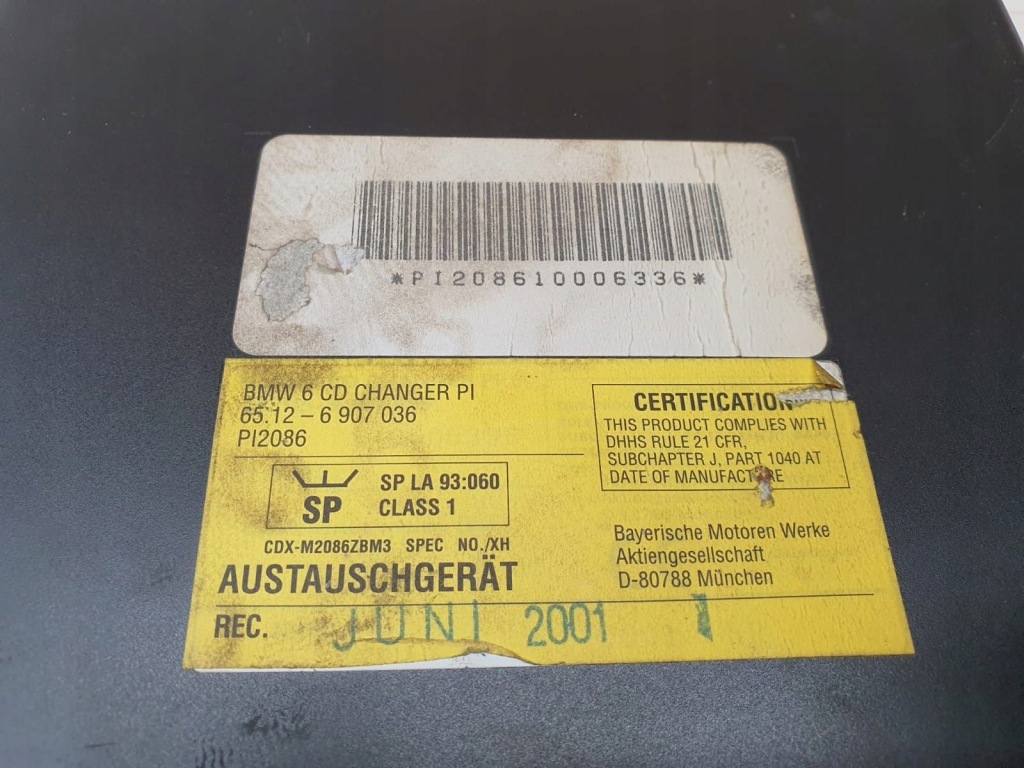 *PI208610006336*
BMW 6 CD CHANGER PI
65.12 – 6 907 036
PI2086
SP
SP LA 93:060
CLASS 1
CDX-M2086ZBM3 SPEC NO./XH
AUSTAUSCHGERÄT
CERTIFICATION
THIS PRODUCT COMPLIES WITH
DHHS RULE 21 CFR,
SUBCHAPTER J, PART 1040 AT
DATE OF MANUFACTURE
Bayerische Motoren Werke
Aktiengesellschaft
D-80788 München
REC. JUNI 2001 1